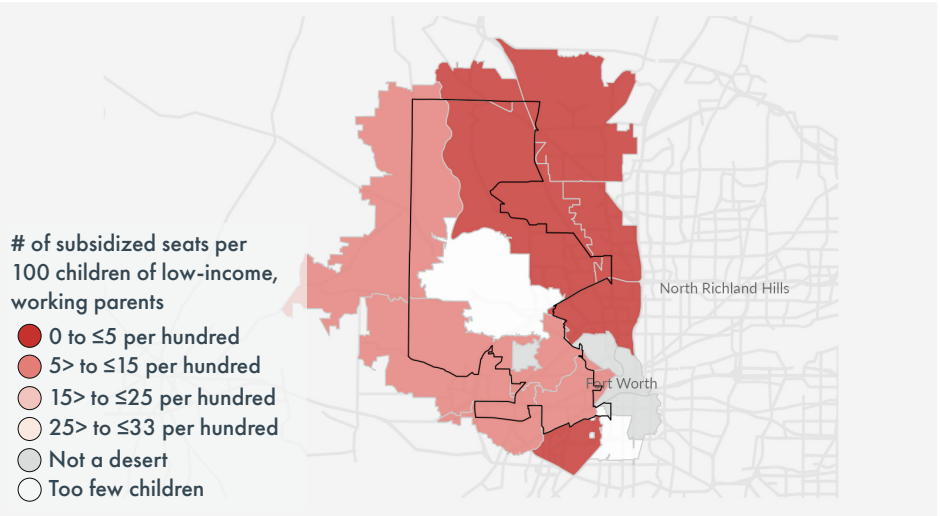 # of subsidized seats per
100 children of low-income,
working parents
0 to ≤5 per hundred
5> to ≤15 per hundred
15> to ≤25 per hundred
25> to ≤33 per hundred
Not a desert
Too few children
North Richland Hills
Fort Worth